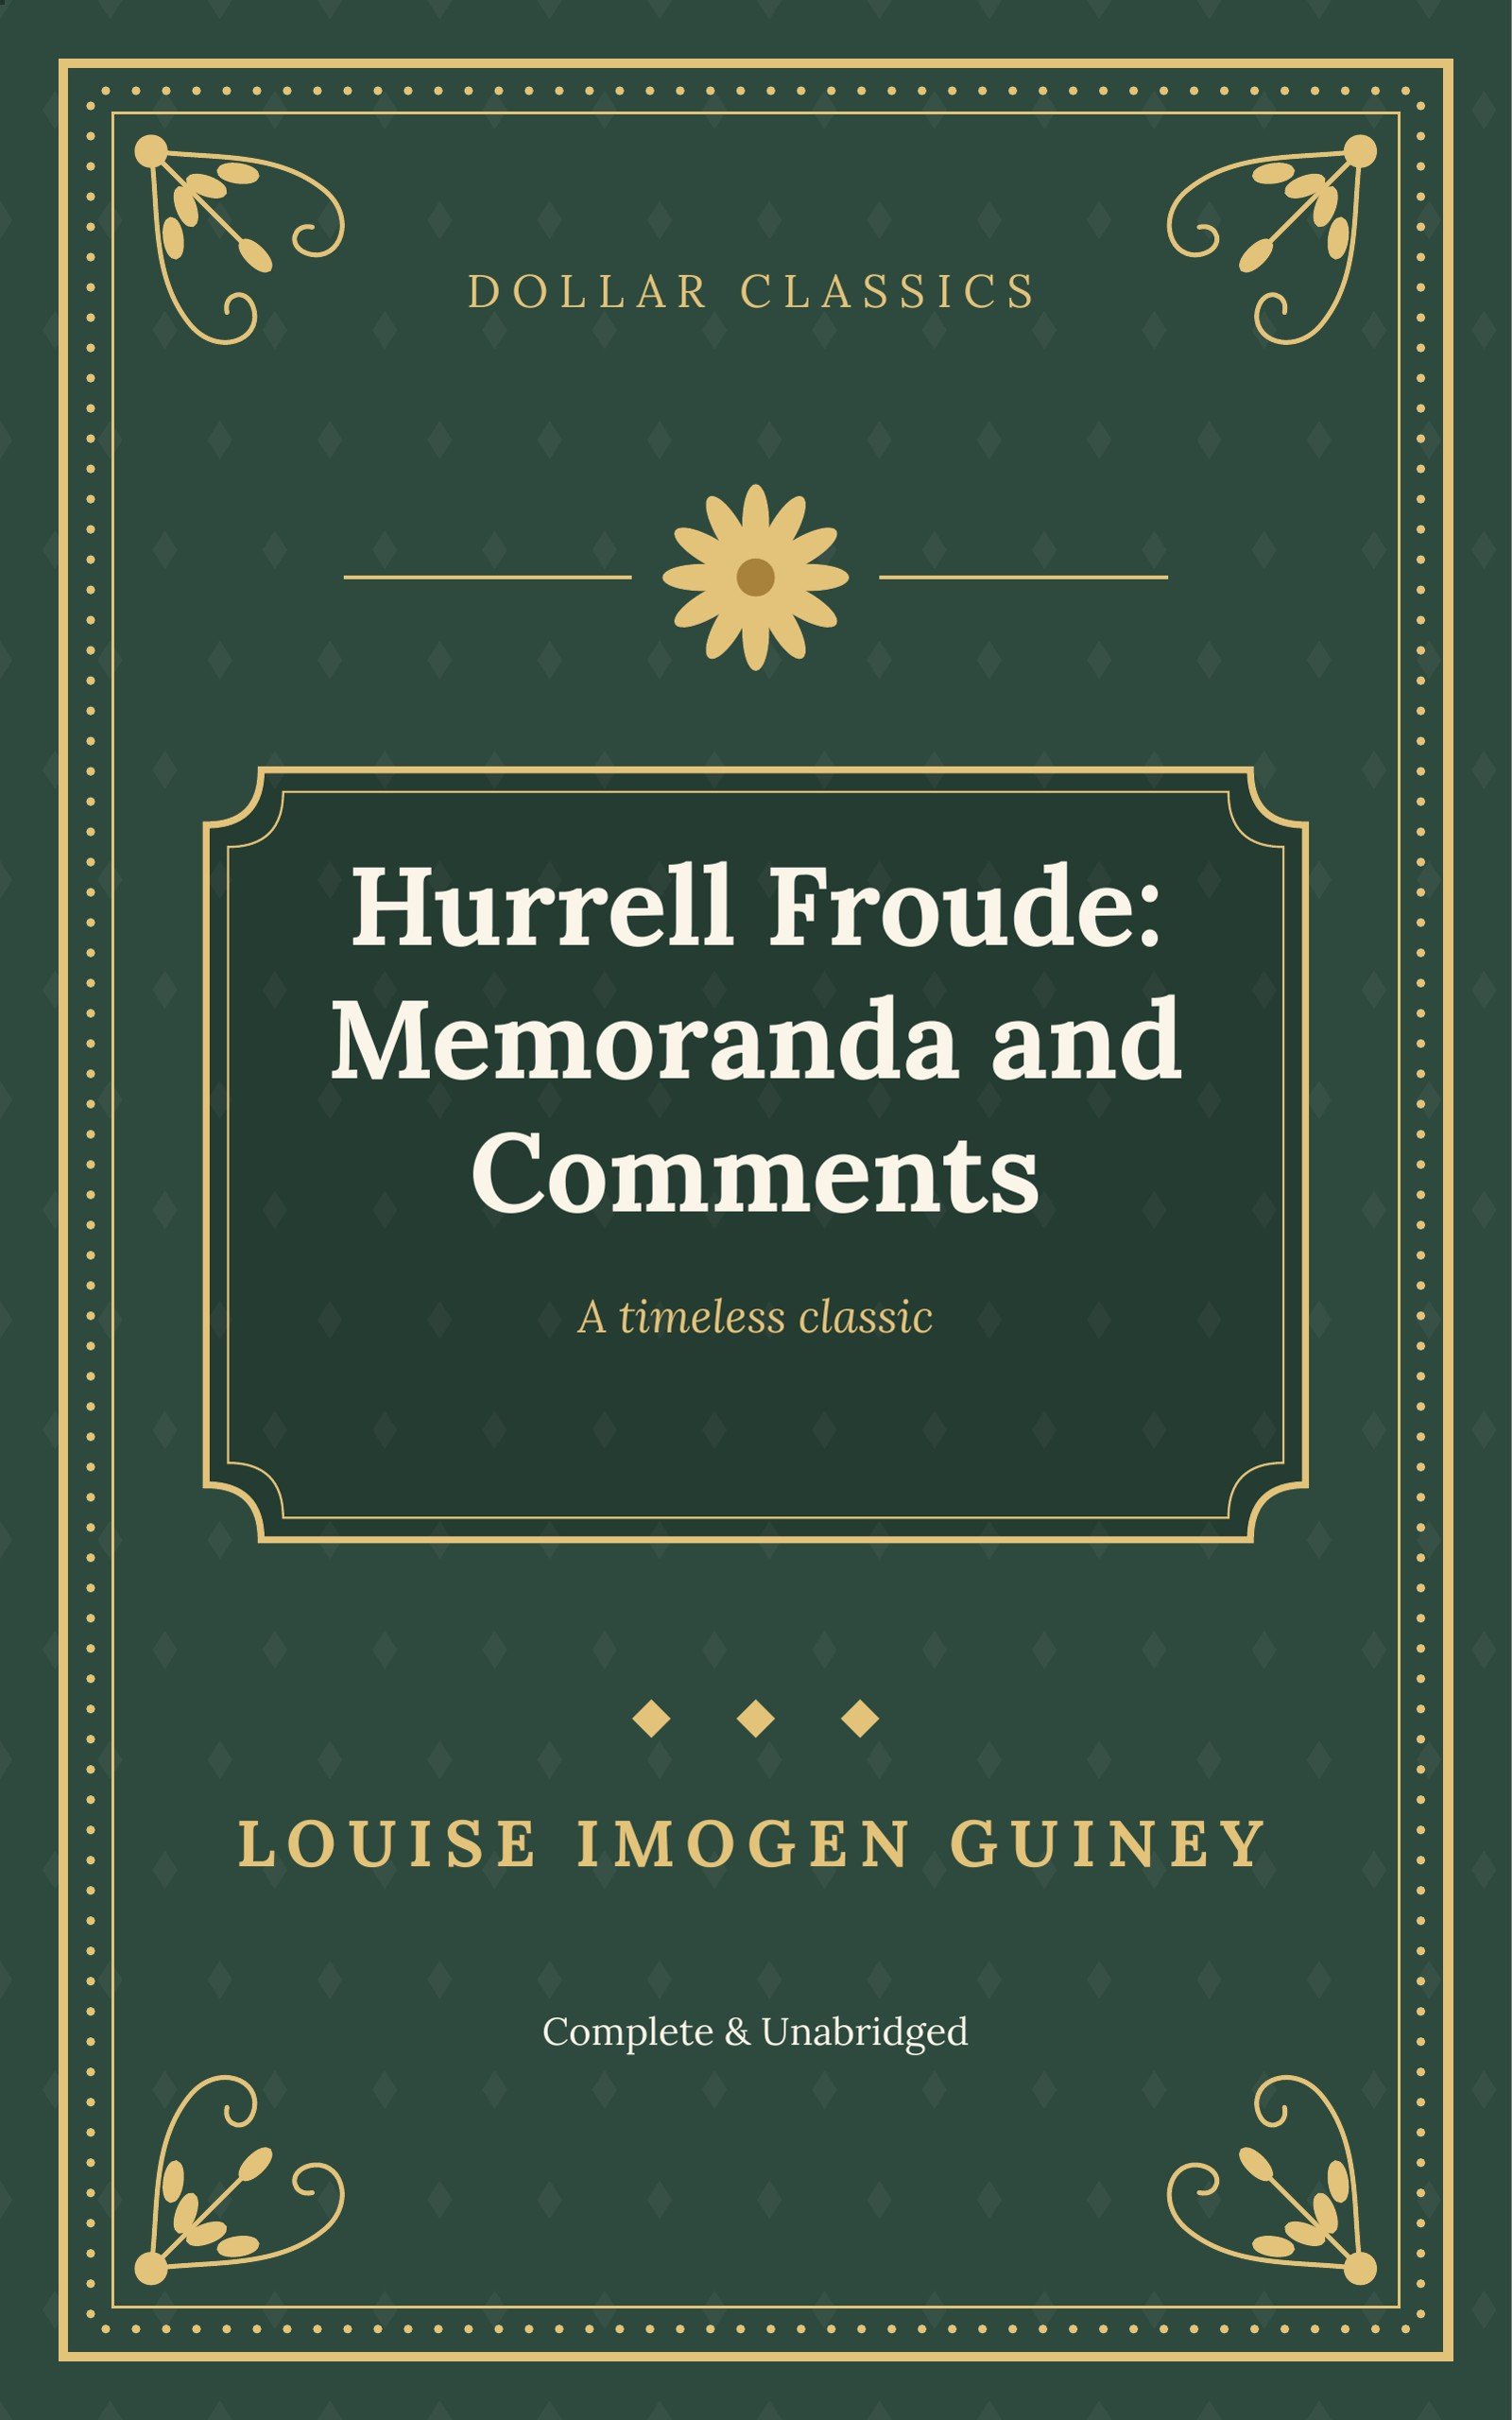 DOLLAR CLASSICS
Hurrell Froude:
Memoranda and
Comments
A timeless classic
LOUISE IMOGEN GUINEY
Complete & Unabridged